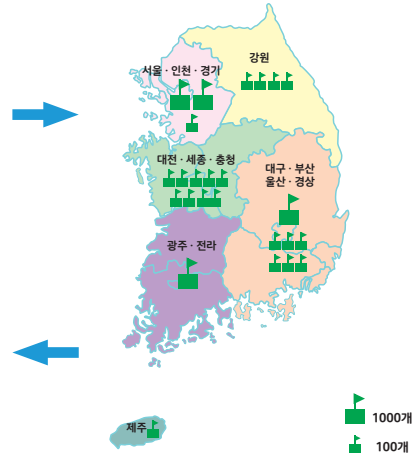 강원
서울·인천·경기
대전·세종·충청
대구·부산
울산·경상
광주·전라
제주
1000개
100개